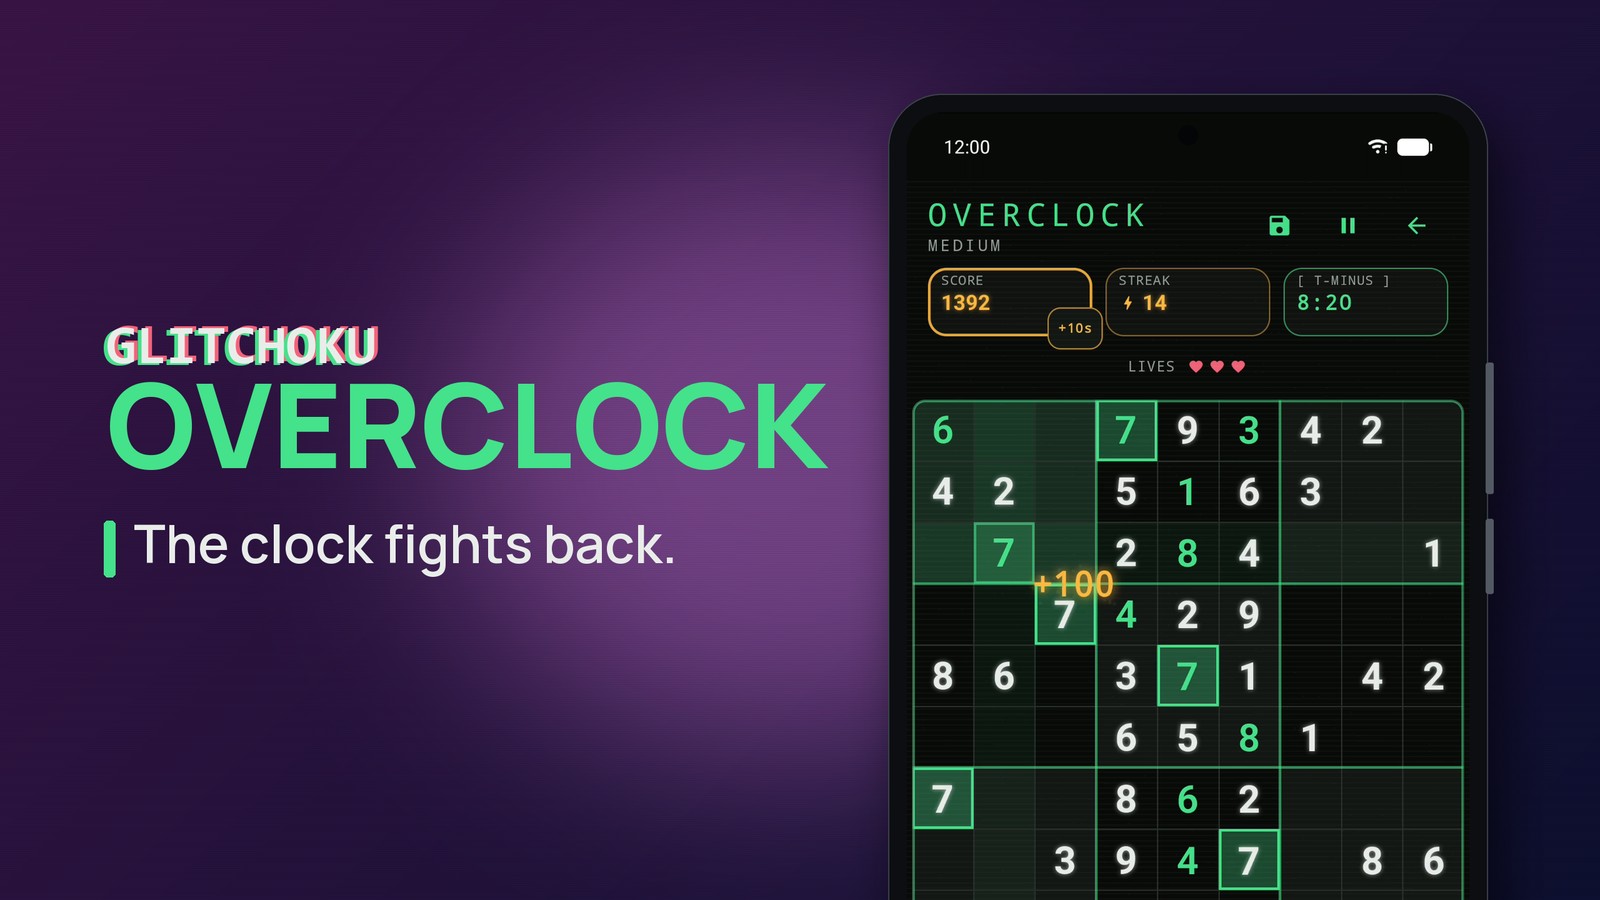 GLITCHOKU
OVERCLOCK
The clock fights back.
12:00
OVERCLOCK
MEDIUM
SCORE
1392
+10s
STREAK
14
[ T-MINUS ]
8:20
LIVES
6 7 9 3 4 2
4 2 5 1 6 3
7 2 8 4 1
+100
7 4 2 9
8 6 3 7 1 4 2
6 5 8 1
7 8 6 2
3 9 4 7 8 6